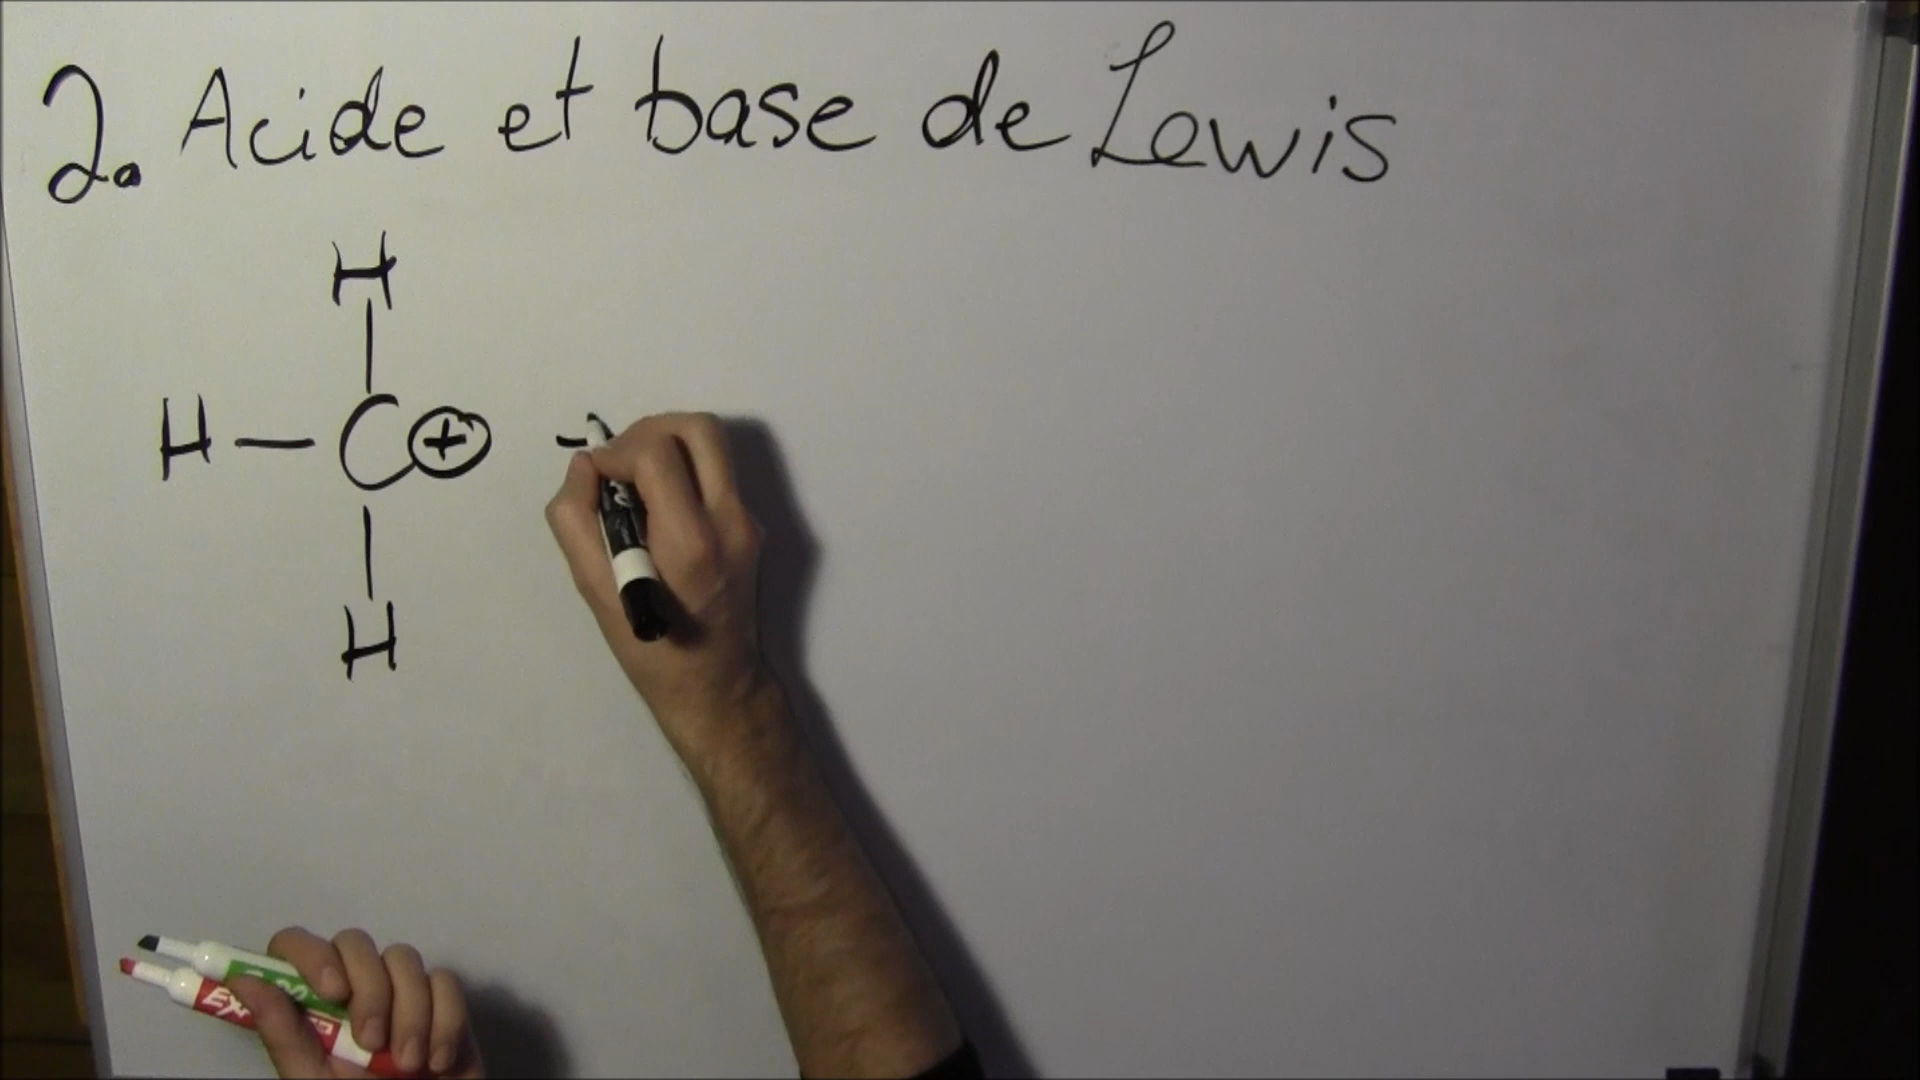 2. Acide et base de Lewis
H
H — C ⊕
H